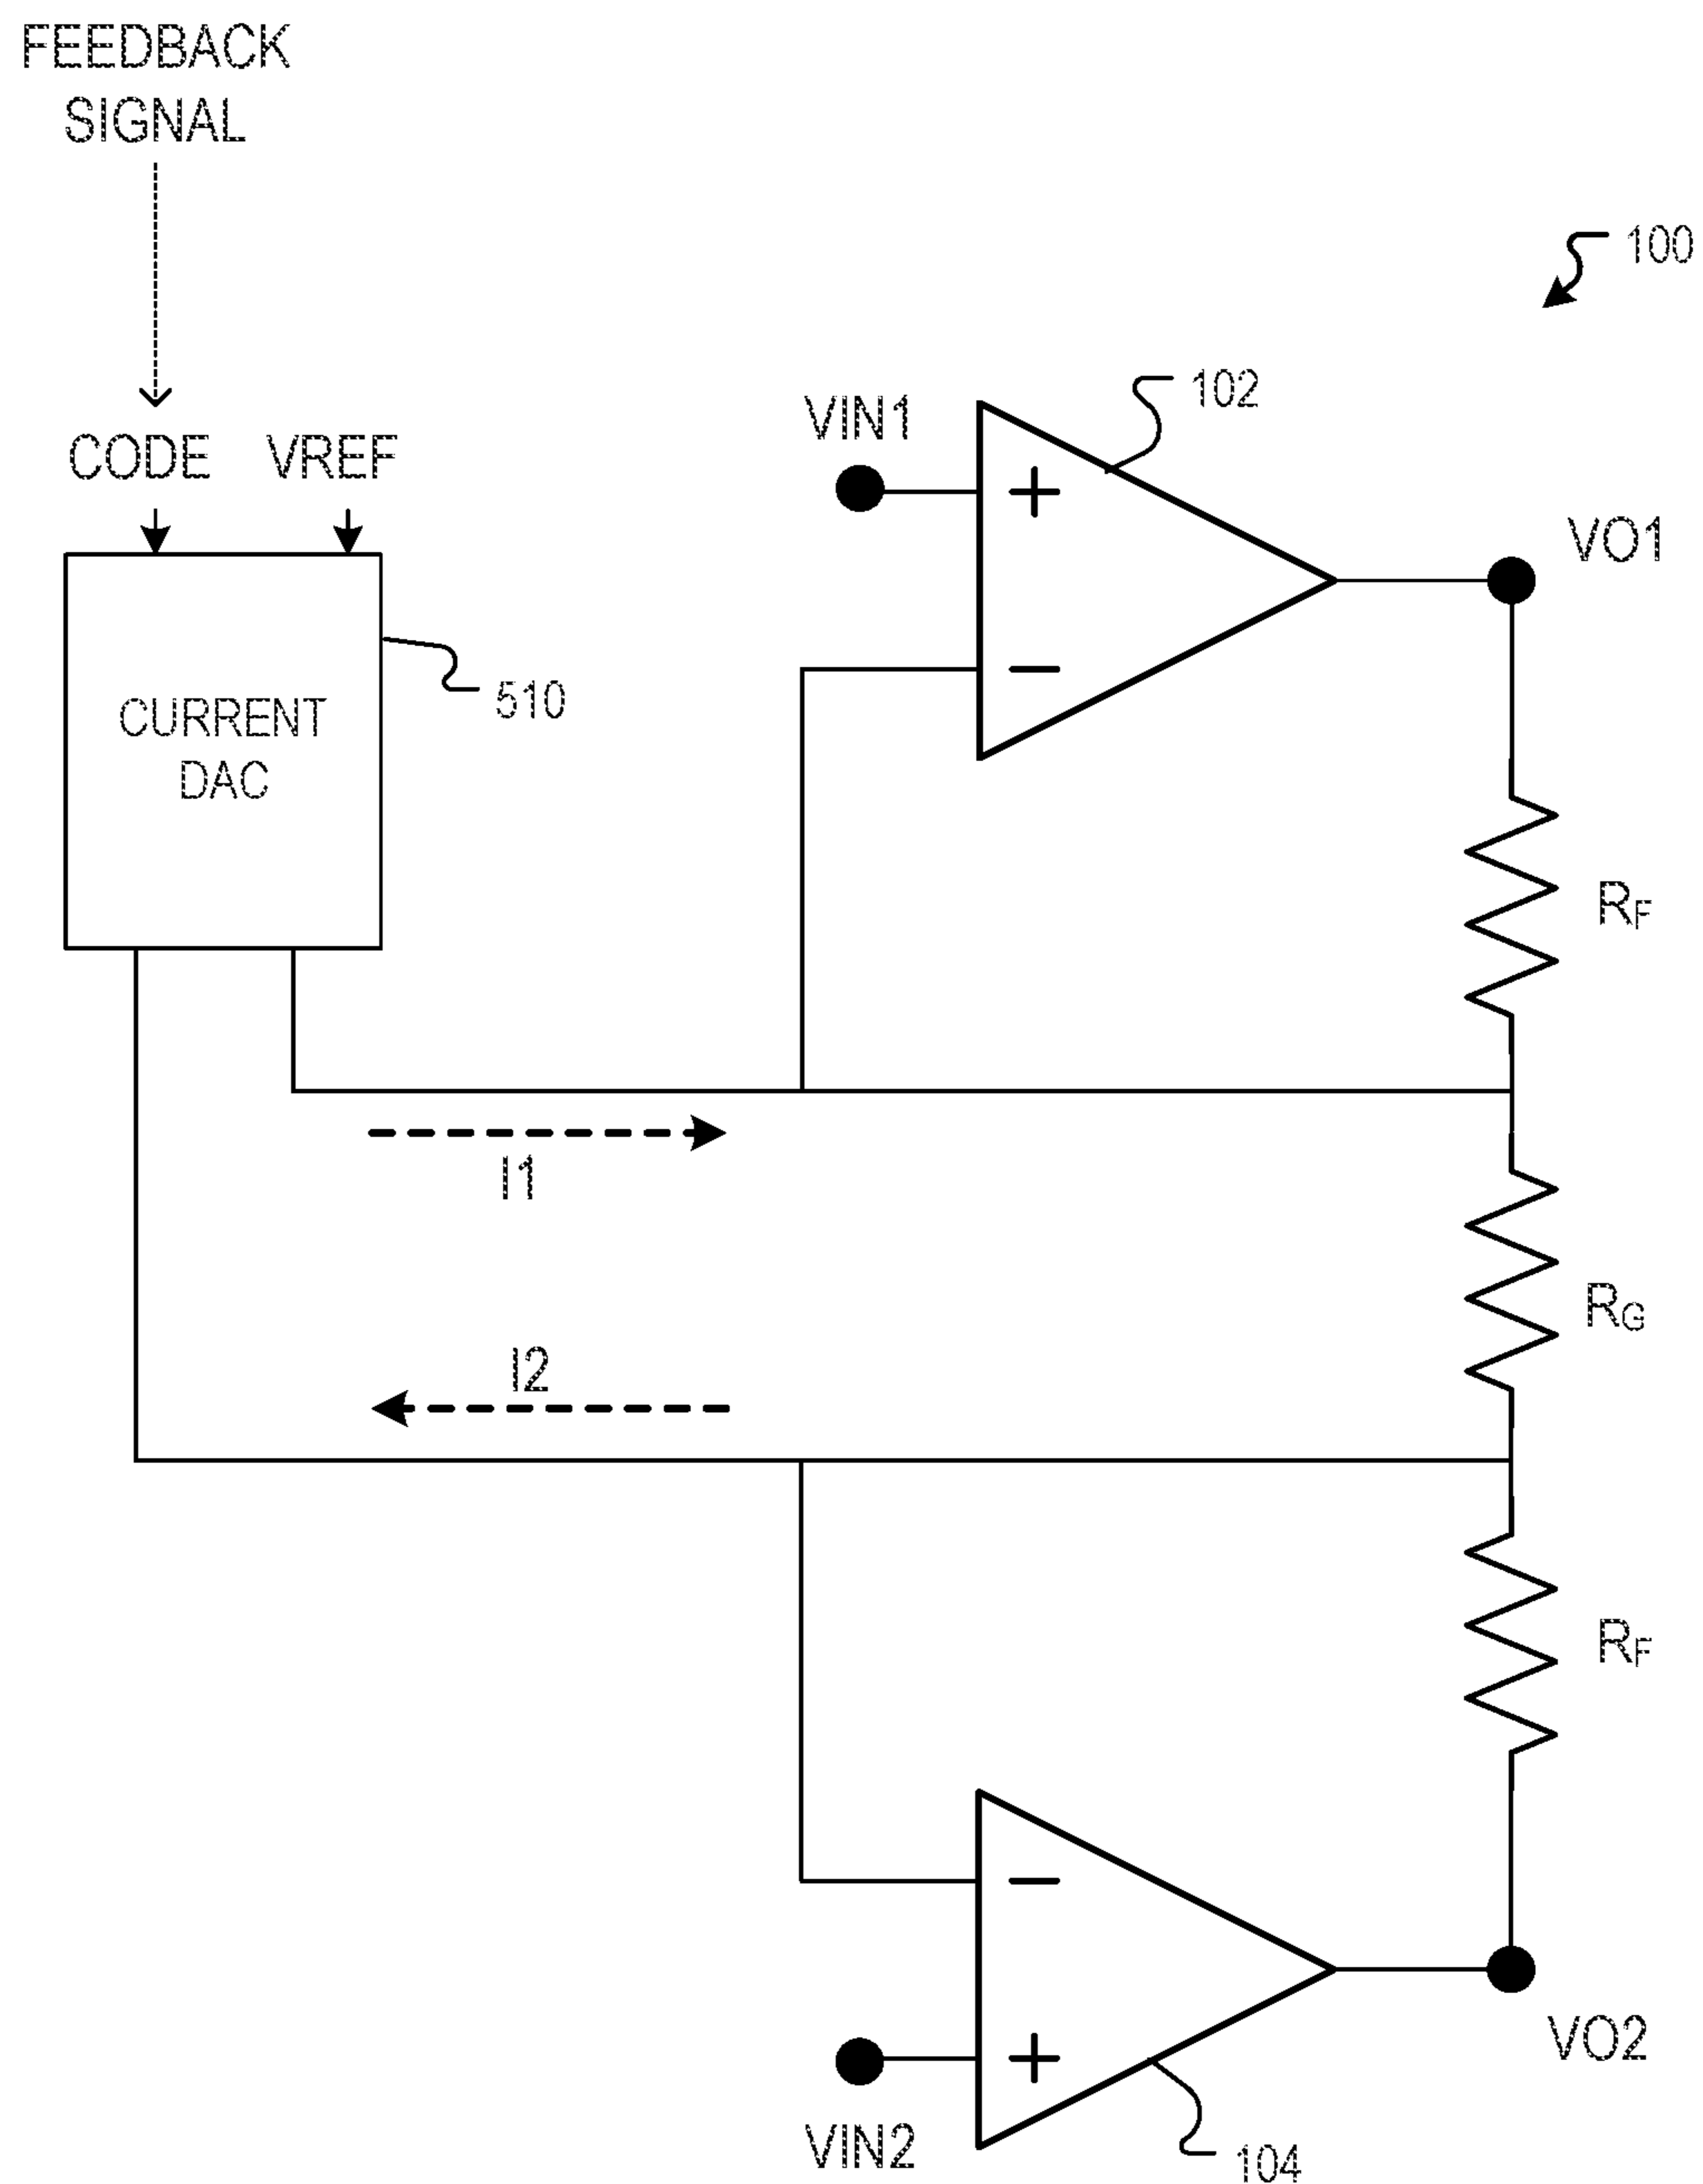 FEEDBACK
SIGNAL
100
102
VIN1
CODE
VREF
VO1
+
−
510
CURRENT
DAC
RF
I1
RG
I2
RF
−
+
VO2
VIN2
104